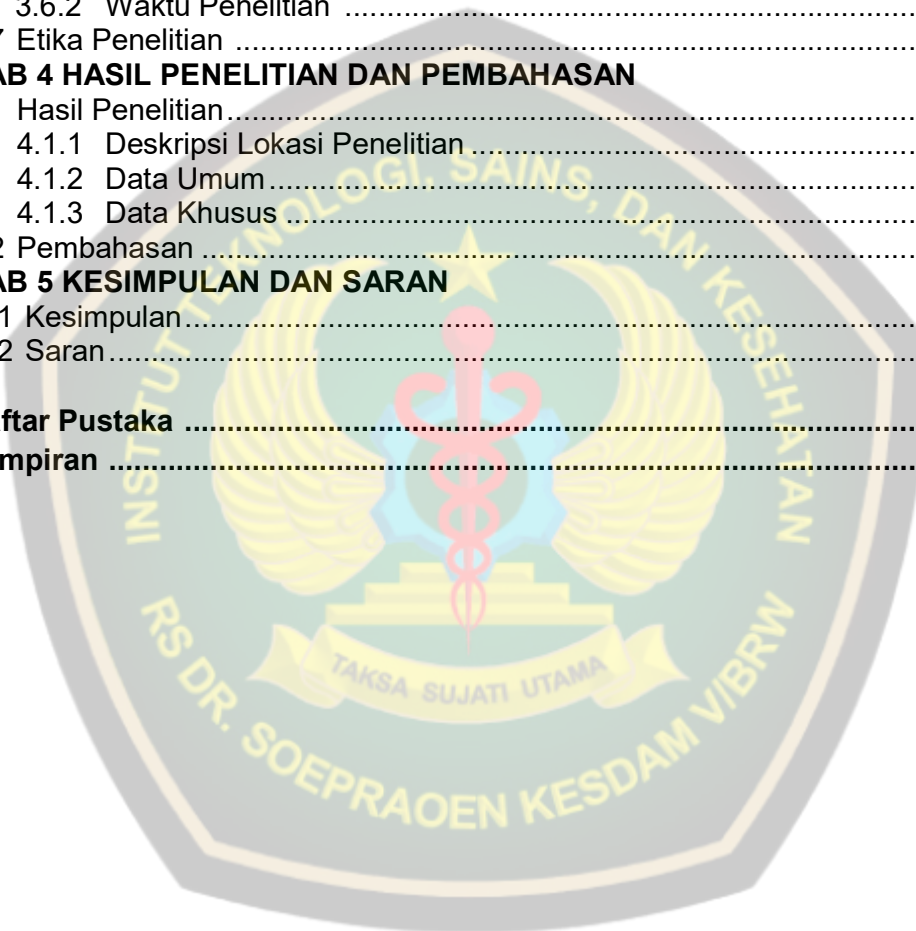 3.6.2 Waktu Penelitian ................................................................
7 Etika Penelitian ................................................................
AB 4 HASIL PENELITIAN DAN PEMBAHASAN
Hasil Penelitian................................................................
4.1.1 Deskripsi Lokasi Penelitian ................................................................
4.1.2 Data Umum ................................................................
4.1.3 Data Khusus ................................................................
2 Pembahasan ................................................................
AB 5 KESIMPULAN DAN SARAN
1 Kesimpulan................................................................
2 Saran................................................................
ftar Pustaka ................................................................
mpiran ................................................................
INSTITUT TEKNOLOGI, SAINS, DAN KESEHATAN
TAKSA SUJATI UTAMA
RS DR. SOEPRAOEN KESDAM V/BRW